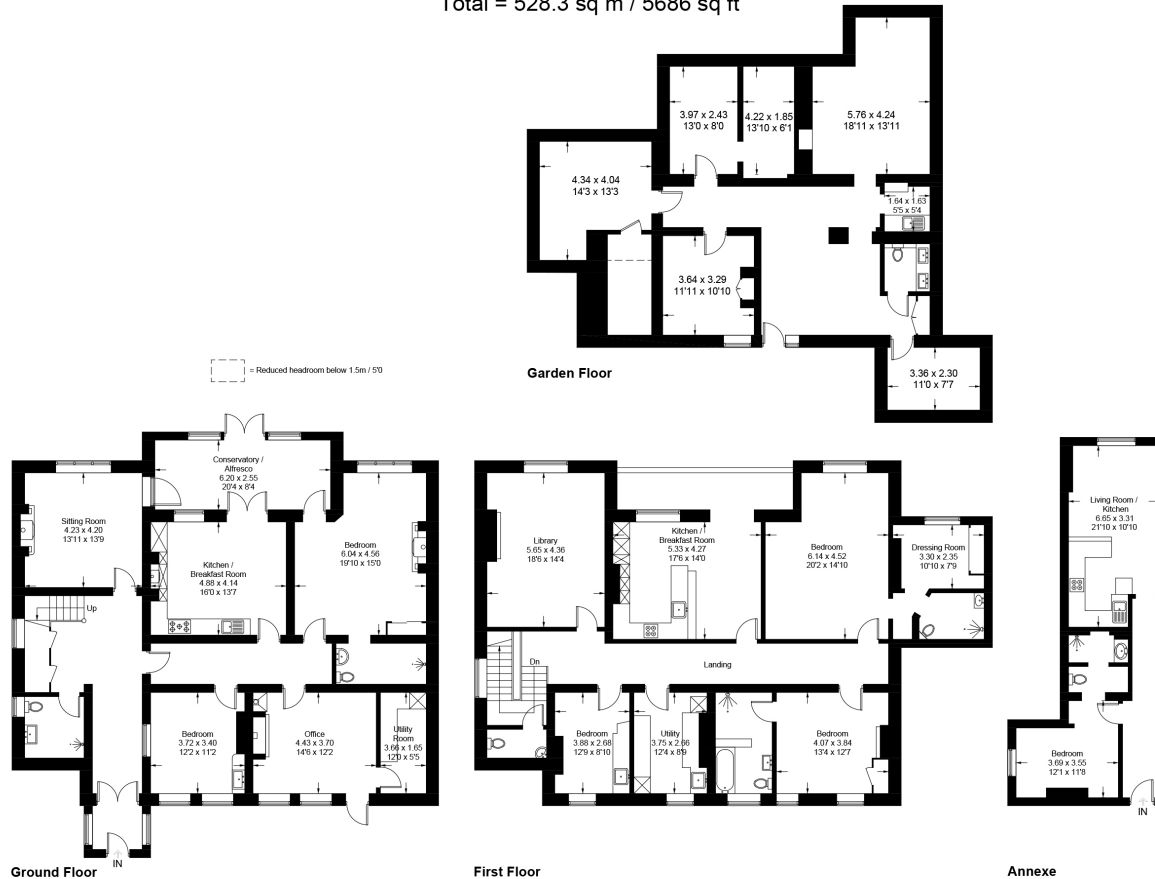 Total = 528.3 sq m / 5686 sq ft
3.97 x 2.43
13'0 x 8'0
4.22 x 1.85
13'10 x 6'1
5.76 x 4.24
18'11 x 13'11
4.34 x 4.04
14'3 x 13'3
1.64 x 1.63
5'5 x 5'4
3.64 x 3.29
11'11 x 10'10
3.36 x 2.30
11'0 x 7'7
Garden Floor
= Reduced headroom below 1.5m / 5'0
Conservatory /
Alfresco
6.20 x 2.55
20'4 x 8'4
Sitting Room
4.23 x 4.20
13'11 x 13'9
Kitchen /
Breakfast Room
4.88 x 4.14
16'0 x 13'7
Bedroom
6.04 x 4.56
19'10 x 15'0
Up
Bedroom
3.72 x 3.40
12'2 x 11'2
Office
4.43 x 3.70
14'6 x 12'2
Utility
Room
3.66 x 1.65
12'0 x 5'5
IN
Ground Floor
Library
5.65 x 4.36
18'6 x 14'4
Kitchen /
Breakfast Room
5.33 x 4.27
17'6 x 14'0
Bedroom
6.14 x 4.52
20'2 x 14'10
Dressing Room
3.30 x 2.35
10'10 x 7'9
Dn
Landing
Bedroom
3.88 x 2.68
12'9 x 8'10
Utility
3.75 x 2.66
12'4 x 8'9
Bedroom
4.07 x 3.84
13'4 x 12'7
First Floor
Living Room /
Kitchen
6.65 x 3.31
21'10 x 10'10
Bedroom
3.69 x 3.55
12'1 x 11'8
IN
Annexe